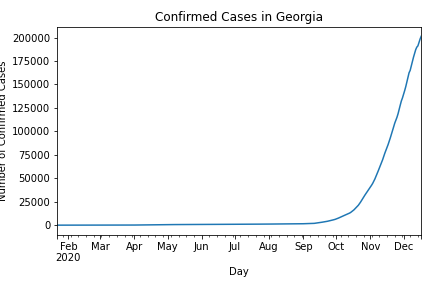 Confirmed Cases in Georgia
Number of Confirmed Cases
200000
175000
150000
125000
100000
75000
50000
25000
0
Feb Mar Apr May Jun Jul Aug Sep Oct Nov Dec
2020
Day